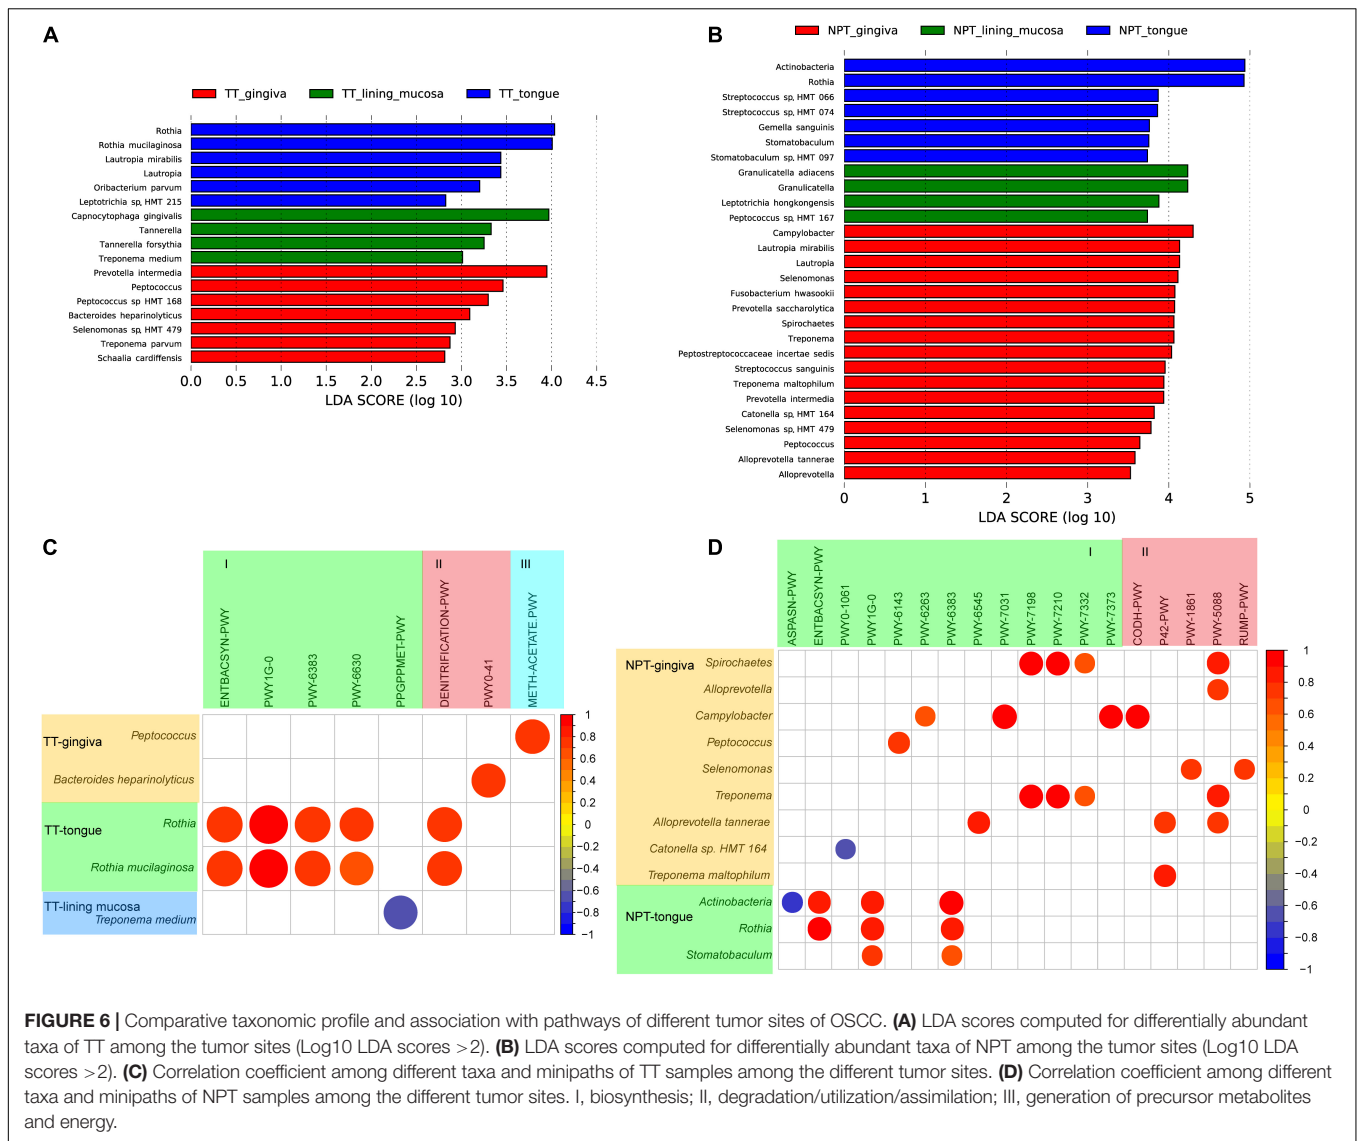 A
TT_gingiva TT_lining_mucosa TT_tongue
Rothia
Rothia mucilaginosa
Lautropia mirabilis
Lautropia
Oribacterium parvum
Leptotrichia sp, HMT 215
Capnocytophaga gingivalis
Tannerella
Tannerella forsythia
Treponema medium
Prevotella intermedia
Peptococcus
Peptococcus sp HMT 168
Bacteroides heparinolyticus
Selenomonas sp, HMT 479
Treponema parvum
Schaalia cardiffensis
0.0 0.5 1.0 1.5 2.0 2.5 3.0 3.5 4.0 4.5
LDA SCORE (log 10)
B
NPT_gingiva NPT_lining_mucosa NPT_tongue
Actinobacteria
Rothia
Streptococcus sp, HMT 066
Streptococcus sp, HMT 074
Gemella sanguinis
Stomatobaculum
Stomatobaculum sp, HMT 097
Granulicatella adiacens
Granulicatella
Leptotrichia hongkongensis
Peptococcus sp, HMT 167
Campylobacter
Lautropia mirabilis
Lautropia
Selenomonas
Fusobacterium hwasookii
Prevotella saccharolytica
Spirochaetes
Treponema
Peptostreptococcaceae incertae sedis
Streptococcus sanguinis
Treponema maltophilum
Prevotella intermedia
Catonella sp, HMT 164
Selenomonas sp, HMT 479
Peptococcus
Alloprevotella tannerae
Alloprevotella
0 1 2 3 4 5
LDA SCORE (log 10)
C
I II III
ENTBACSYN-PWY
PWY1G-0
PWY-6383
PWY-6630
PPGPPMET-PWY
DENITRIFICATION-PWY
PWY0-41
METH-ACETATE.PWY
TT-gingiva
Peptococcus
Bacteroides heparinolyticus
TT-tongue
Rothia
Rothia mucilaginosa
TT-lining mucosa
Treponema medium
1
0.8
0.6
0.4
0.2
0
−0.2
−0.4
−0.6
−0.8
−1
D
I II
ASPASN-PWY
ENTBACSYN-PWY
PWY0-1061
PWY1G-0
PWY-6143
PWY-6263
PWY-6383
PWY-6545
PWY-7031
PWY-7198
PWY-7210
PWY-7332
PWY-7373
CODH-PWY
P42-PWY
PWY-1861
PWY-5088
RUMP-PWY
NPT-gingiva
Spirochaetes
Alloprevotella
Campylobacter
Peptococcus
Selenomonas
Treponema
Alloprevotella tannerae
Catonella sp. HMT 164
Treponema maltophilum
NPT-tongue
Actinobacteria
Rothia
Stomatobaculum
1
0.8
0.6
0.4
0.2
0
−0.2
−0.4
−0.6
−0.8
−1
FIGURE 6 | Comparative taxonomic profile and association with pathways of different tumor sites of OSCC. (A) LDA scores computed for differentially abundant
taxa of TT among the tumor sites (Log10 LDA scores >2). (B) LDA scores computed for differentially abundant taxa of NPT among the tumor sites (Log10 LDA
scores >2). (C) Correlation coefficient among different taxa and minipaths of TT samples among the different tumor sites. (D) Correlation coefficient among different
taxa and minipaths of NPT samples among the different tumor sites. I, biosynthesis; II, degradation/utilization/assimilation; III, generation of precursor metabolites
and energy.